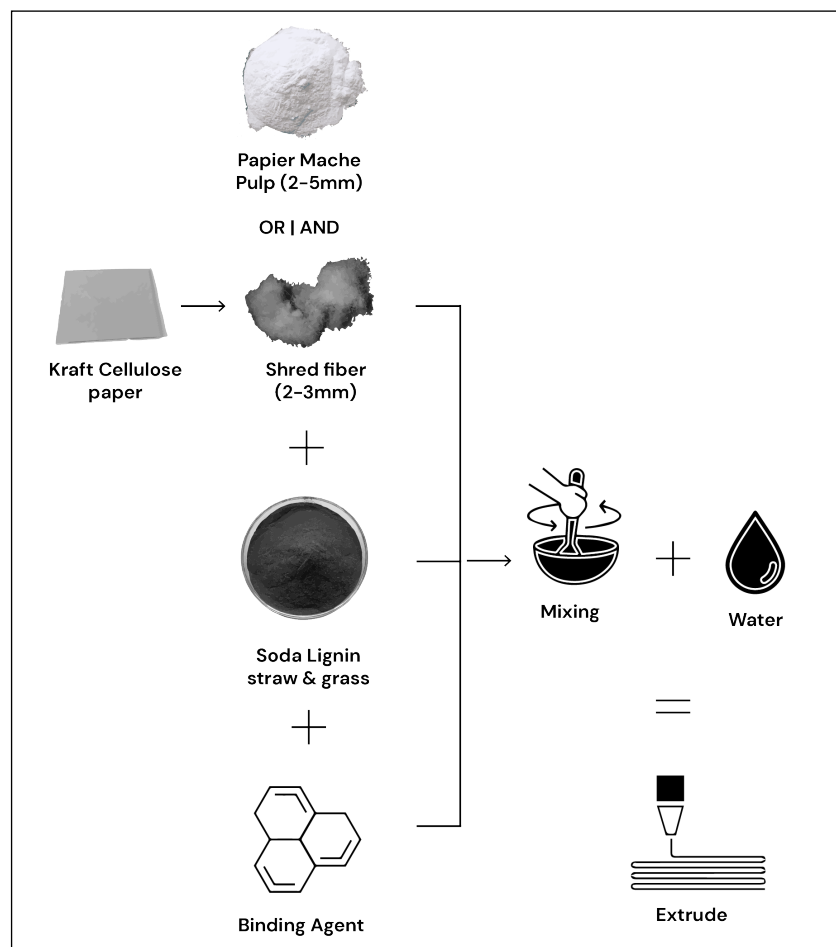 Papier Mache
Pulp (2-5mm)
OR | AND
Kraft Cellulose
paper
Shred fiber
(2-3mm)
Soda Lignin
straw & grass
Mixing
Water
Binding Agent
Extrude